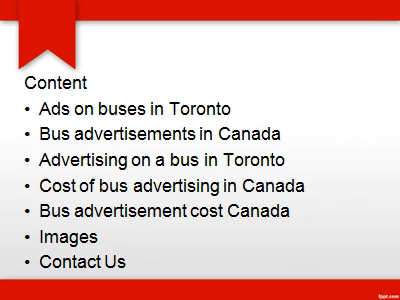 Content
• Ads on buses in Toronto
• Bus advertisements in Canada
• Advertising on a bus in Toronto
• Cost of bus advertising in Canada
• Bus advertisement cost Canada
• Images
• Contact Us
fppt.com